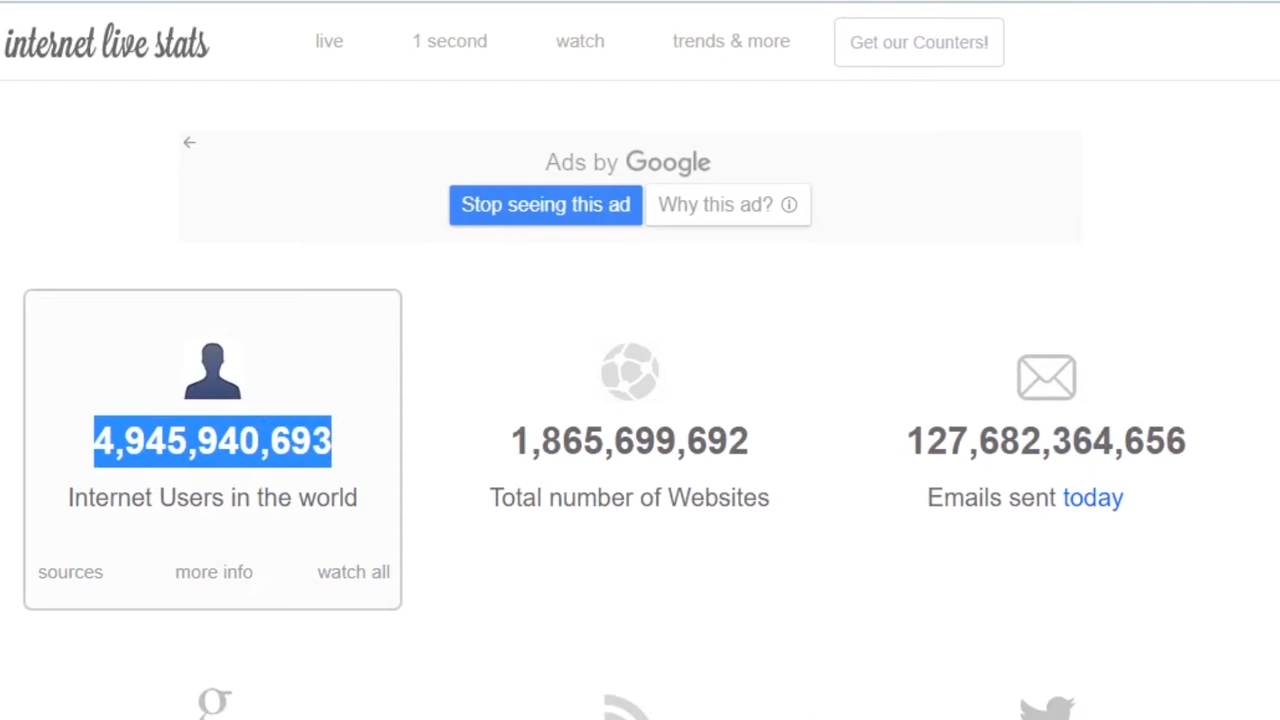 internet live stats
live
1 second
watch
trends & more
Get our Counters!
Ads by Google
Stop seeing this ad
Why this ad?
4,945,940,693
Internet Users in the world
sources
more info
watch all
1,865,699,692
Total number of Websites
127,682,364,656
Emails sent today